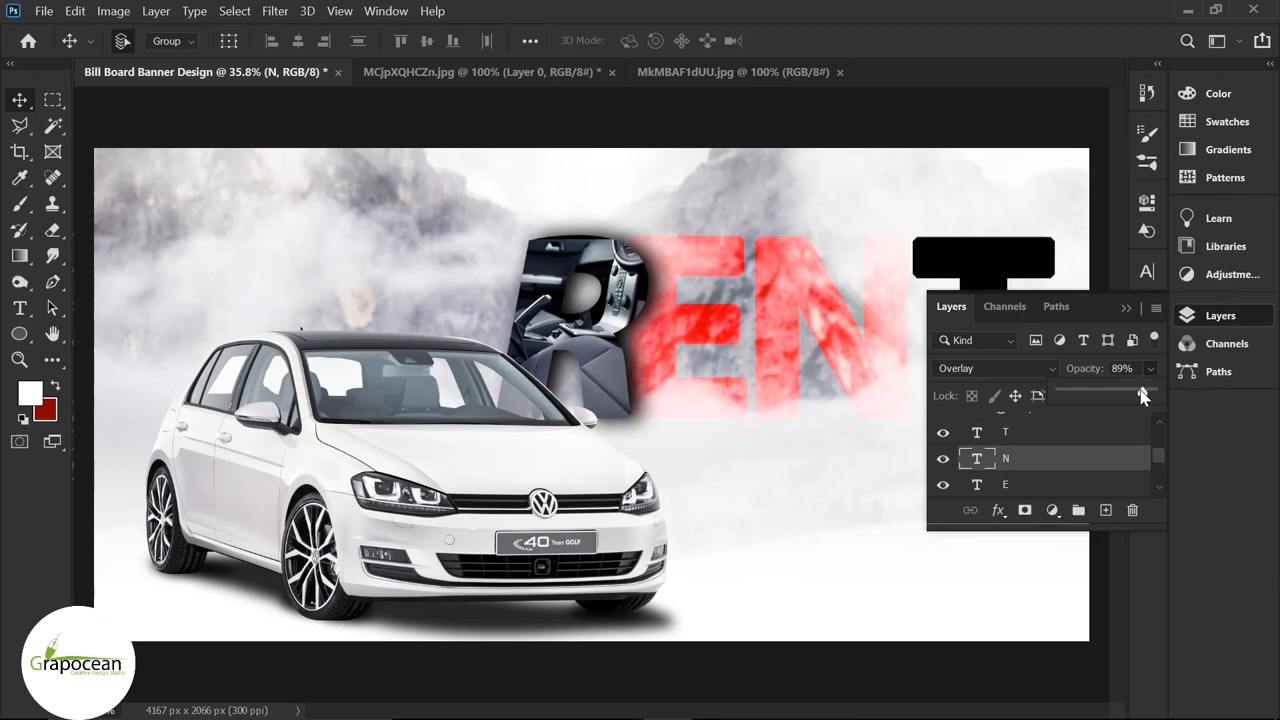 Ps File Edit Image Layer Type Select Filter 3D View Window Help
Group 3D Mode:
Bill Board Banner Design @ 35.8% (N, RGB/8) * MCjpXQHCZn.jpg @ 100% (Layer 0, RGB/8#) * MkMBAF1dUU.jpg @ 100% (RGB/8#)
Color
Swatches
Gradients
Patterns
Learn
Libraries
Adjustme...
Layers
Channels
Paths
RENT
Layers Channels Paths
Kind
Overlay Opacity: 89%
Lock:
T
N
E
fx
40 Years GOLF
Grapocean
Creative Design Studio
4167 px x 2066 px (300 ppi)